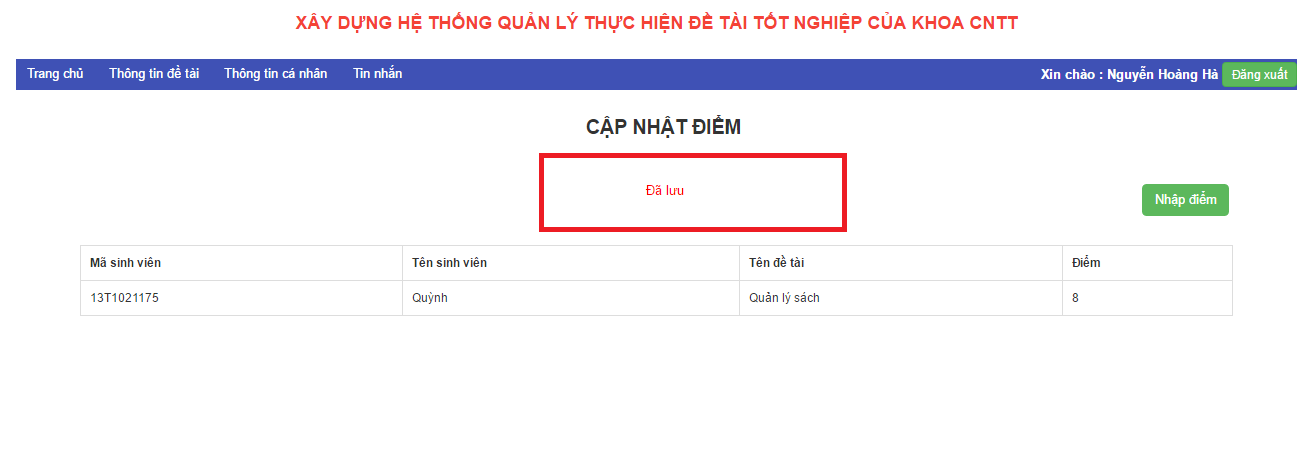 XÂY DỰNG HỆ THỐNG QUẢN LÝ THỰC HIỆN ĐỀ TÀI TỐT NGHIỆP CỦA KHOA CNTT
Trang chủ Thông tin đề tài Thông tin cá nhân Tin nhắn Xin chào : Nguyễn Hoàng Hà Đăng xuất
CẬP NHẬT ĐIỂM
Đã lưu
Nhập điểm
Mã sinh viên Tên sinh viên Tên đề tài Điểm
13T1021175 Quỳnh Quản lý sách 8